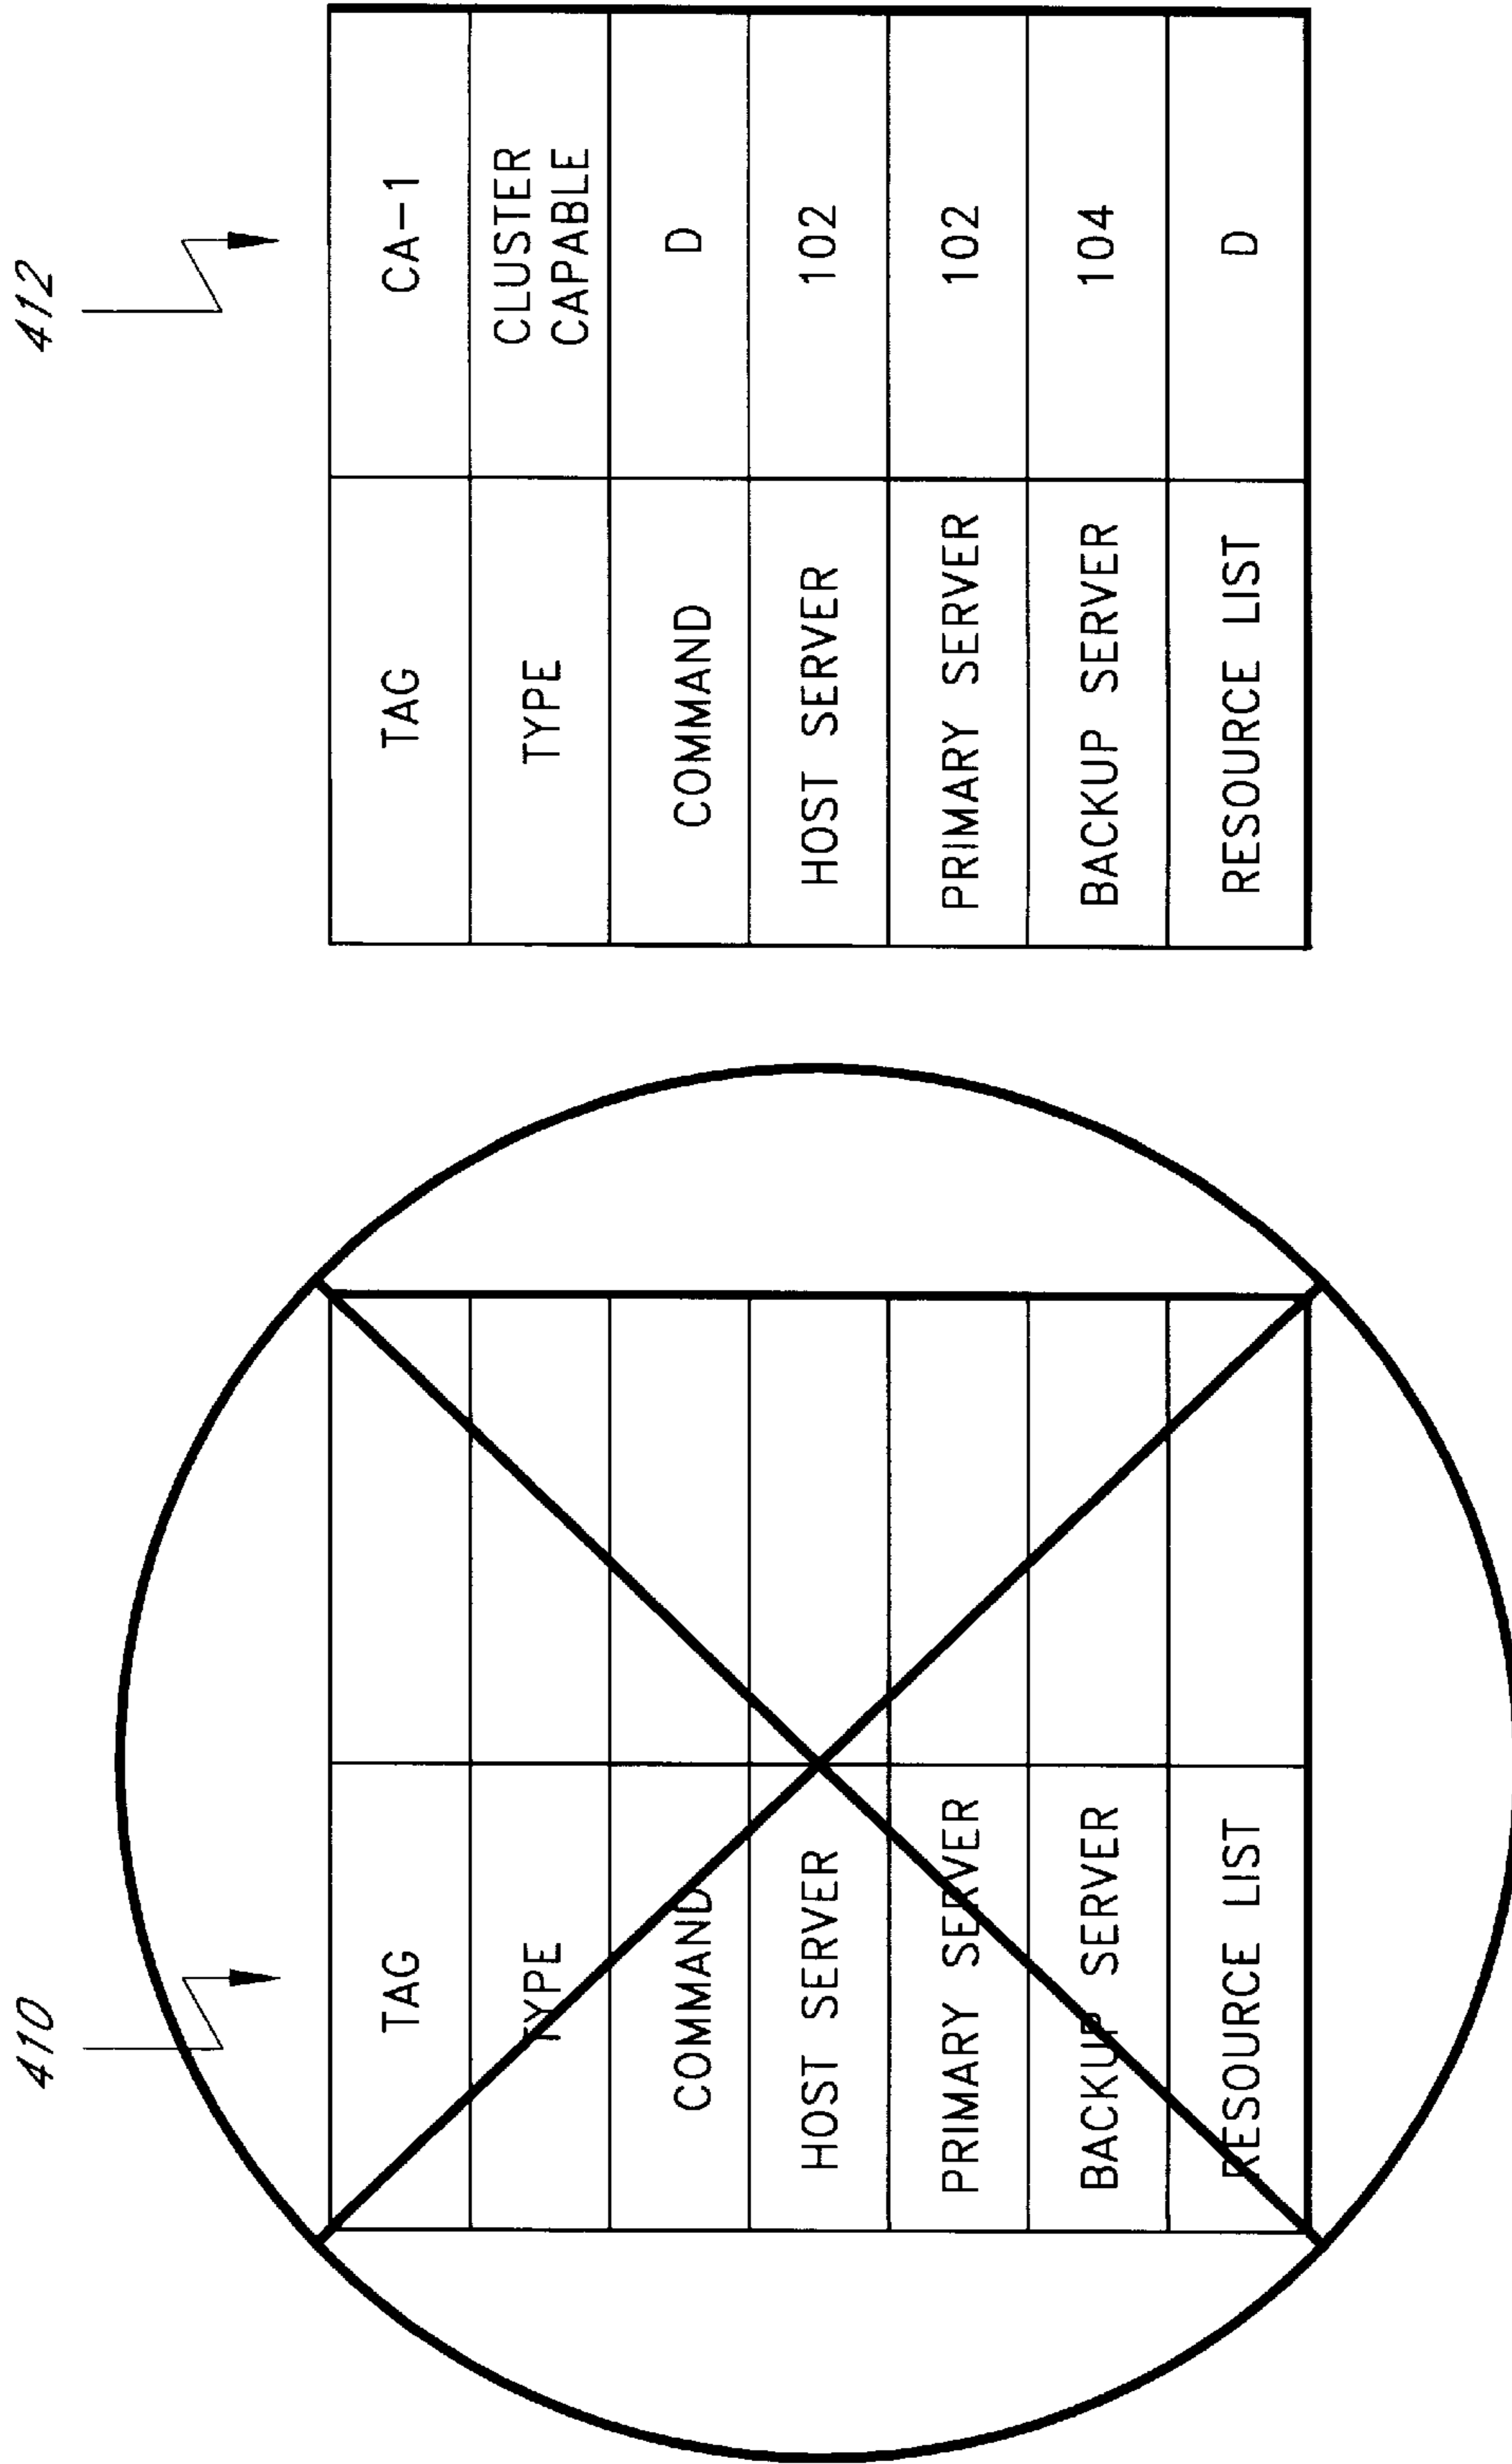 410
TAG
TYPE
COMMAND
HOST SERVER
PRIMARY SERVER
BACKUP SERVER
RESOURCE LIST
412
TAG CA-1
TYPE CLUSTER
CAPABLE
COMMAND D
HOST SERVER 102
PRIMARY SERVER 102
BACKUP SERVER 104
RESOURCE LIST D